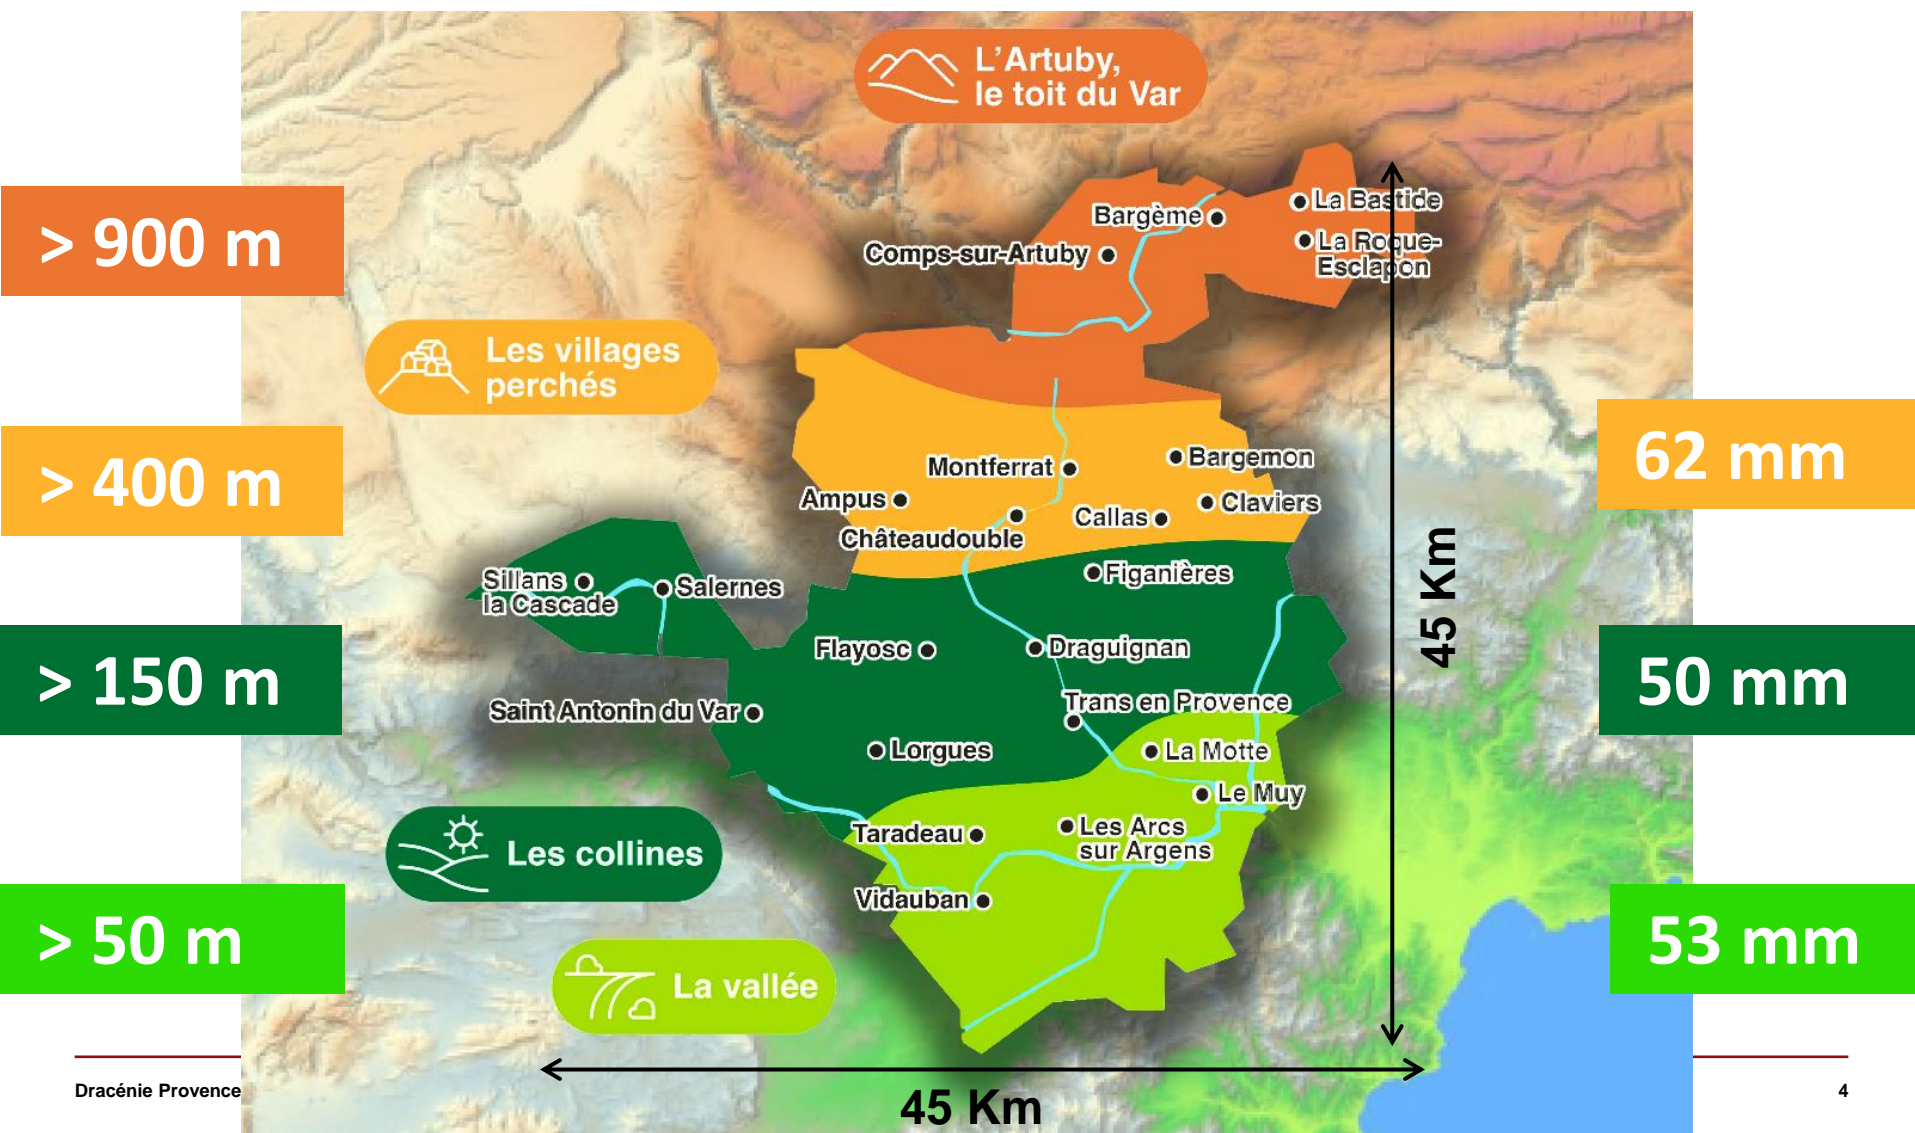 L'Artuby,
le toit du Var
> 900 m
La Bastide
Bargème
La Roque-
Esclapon
Comps-sur-Artuby
Les villages
perchés
> 400 m
62 mm
Montferrat
Bargemon
Ampus
Claviers
Callas
Châteaudouble
45 Km
Figanières
Sillans
la Cascade
Salernes
Flayosc
Draguignan
> 150 m
50 mm
Trans en Provence
Saint Antonin du Var
Lorgues
La Motte
Le Muy
Taradeau
Les Arcs
sur Argens
Les collines
Vidauban
> 50 m
53 mm
La vallée
45 Km
Dracénie Provence
4